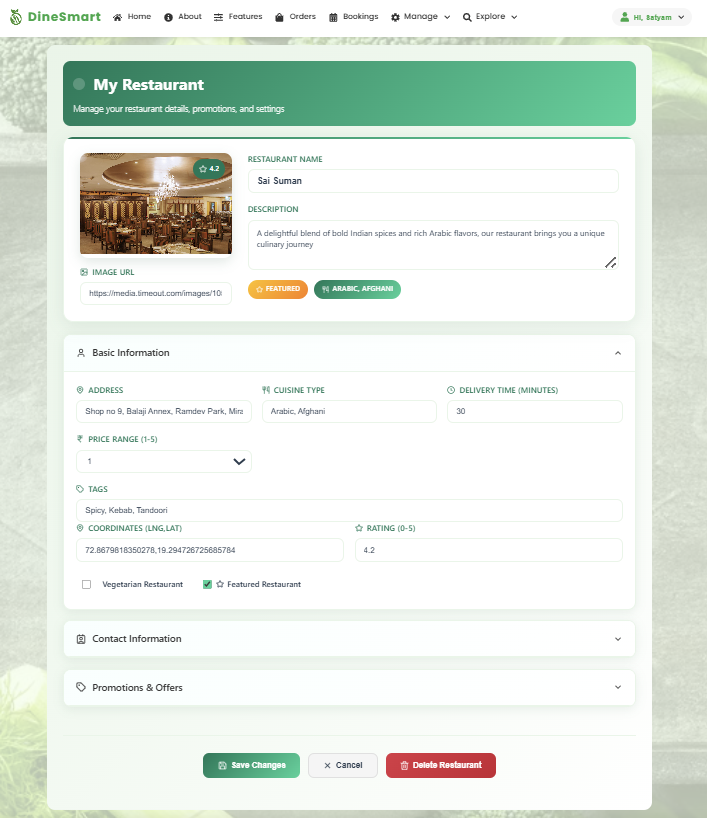 DineSmart Home About Features Orders Bookings Manage Explore Hi, Satyam
My Restaurant
Manage your restaurant details, promotions, and settings
4.2
IMAGE URL
https://media.timeout.com/images/10
RESTAURANT NAME
Sai Suman
DESCRIPTION
A delightful blend of bold Indian spices and rich Arabic flavors, our restaurant brings you a unique
culinary journey
FEATURED ARABIC, AFGHANI
Basic Information
ADDRESS CUISINE TYPE DELIVERY TIME (MINUTES)
Shop no 9, Balaji Annex, Ramdev Park, Mira Arabic, Afghani 30
₹ PRICE RANGE (1-5)
1
TAGS
Spicy, Kebab, Tandoori
COORDINATES (LNG,LAT) RATING (0-5)
72.8679818350278,19.294726725685784 4.2
Vegetarian Restaurant Featured Restaurant
Contact Information
Promotions & Offers
Save Changes Cancel Delete Restaurant